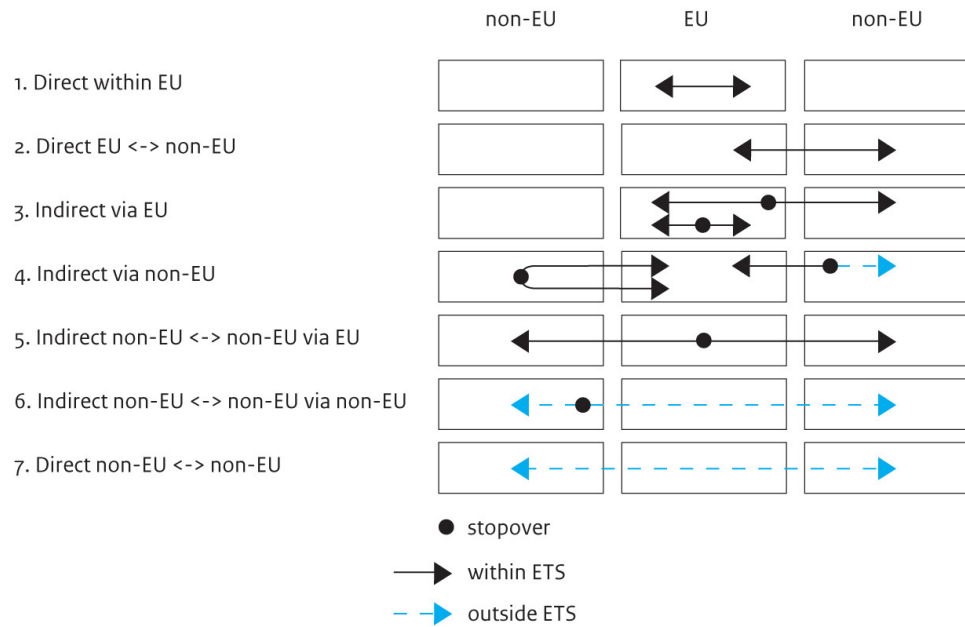 non-EU EU non-EU
1. Direct within EU
2. Direct EU <-> non-EU
3. Indirect via EU
4. Indirect via non-EU
5. Indirect non-EU <-> non-EU via EU
6. Indirect non-EU <-> non-EU via non-EU
7. Direct non-EU <-> non-EU
stopover
within ETS
outside ETS